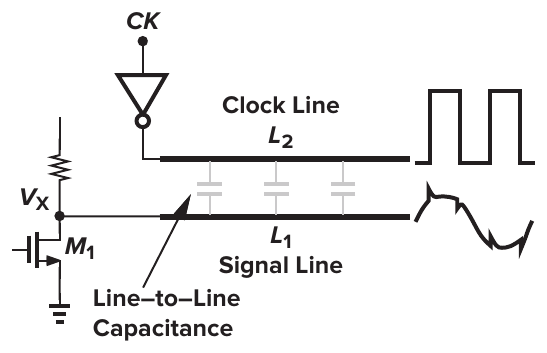 CK
Clock Line
L2
VX
M1
L1
Signal Line
Line–to–Line
Capacitance